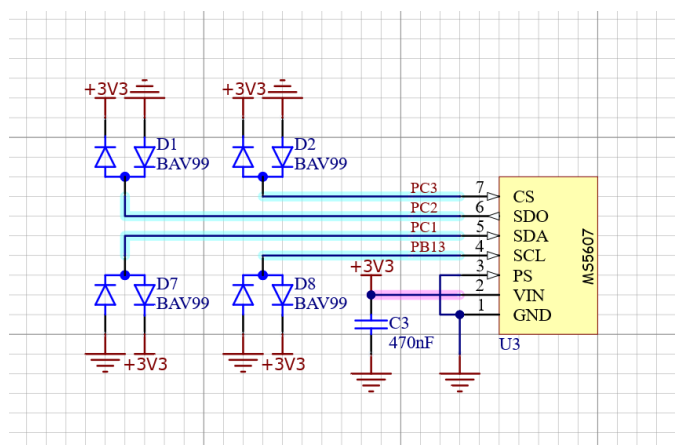 +3V3
+3V3
D1
BAV99
D2
BAV99
PC3
7
CS
PC2
6
SDO
PC1
5
SDA
PB13
4
SCL
3
PS
+3V3
2
VIN
1
GND
MS5607
U3
D7
BAV99
D8
BAV99
C3
470nF
+3V3
+3V3